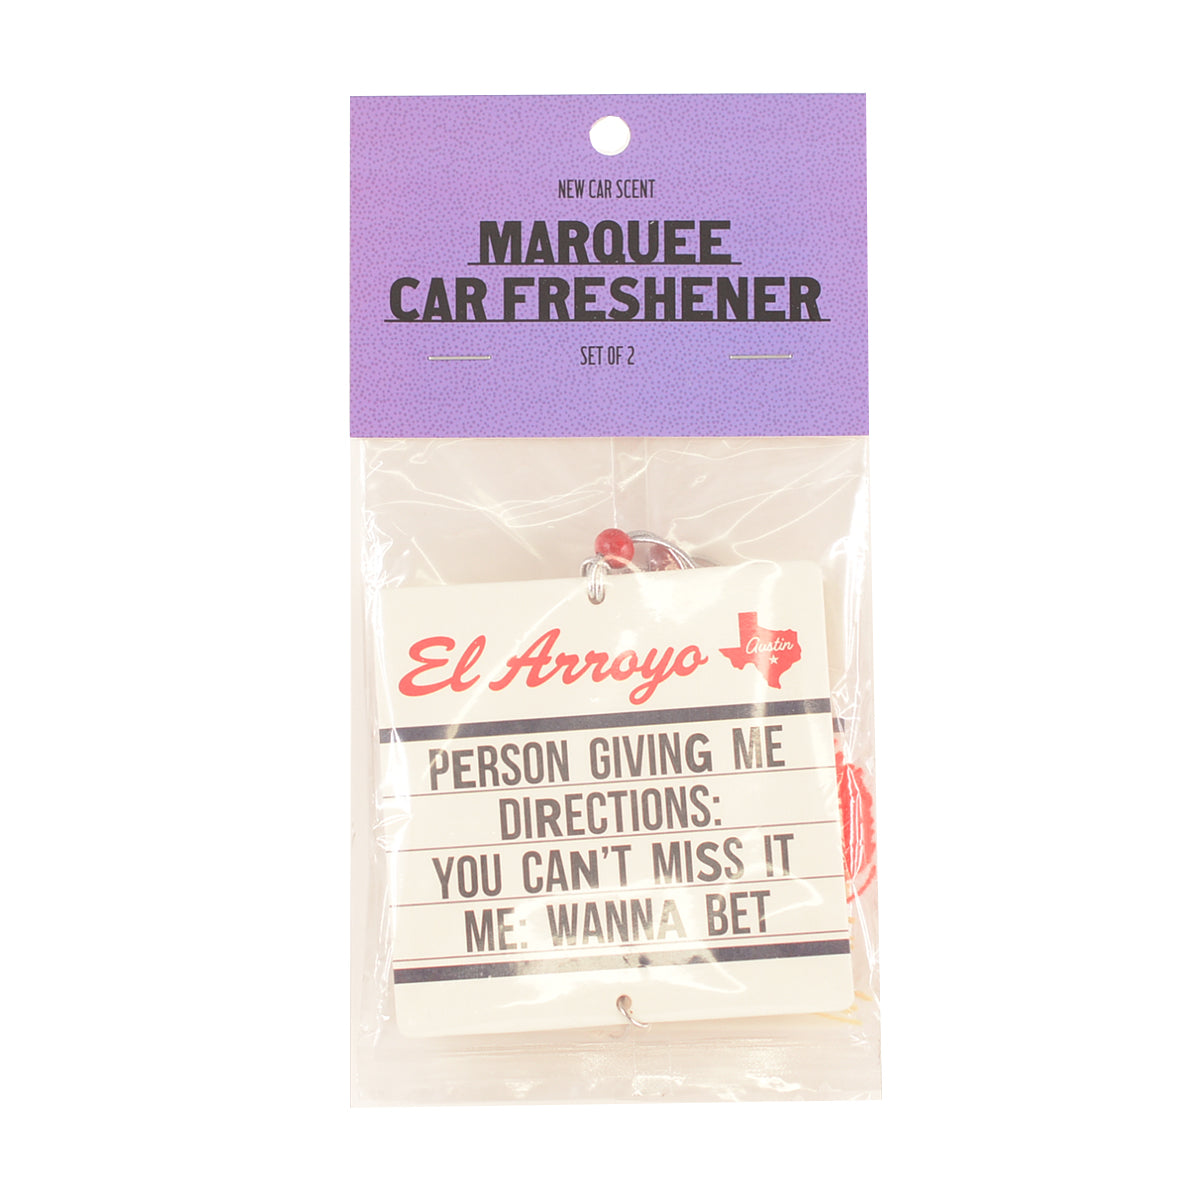 NEW CAR SCENT
MARQUEE
CAR FRESHENER
SET OF 2
El Arroyo
Austin
PERSON GIVING ME
DIRECTIONS:
YOU CAN'T MISS IT
ME: WANNA BET